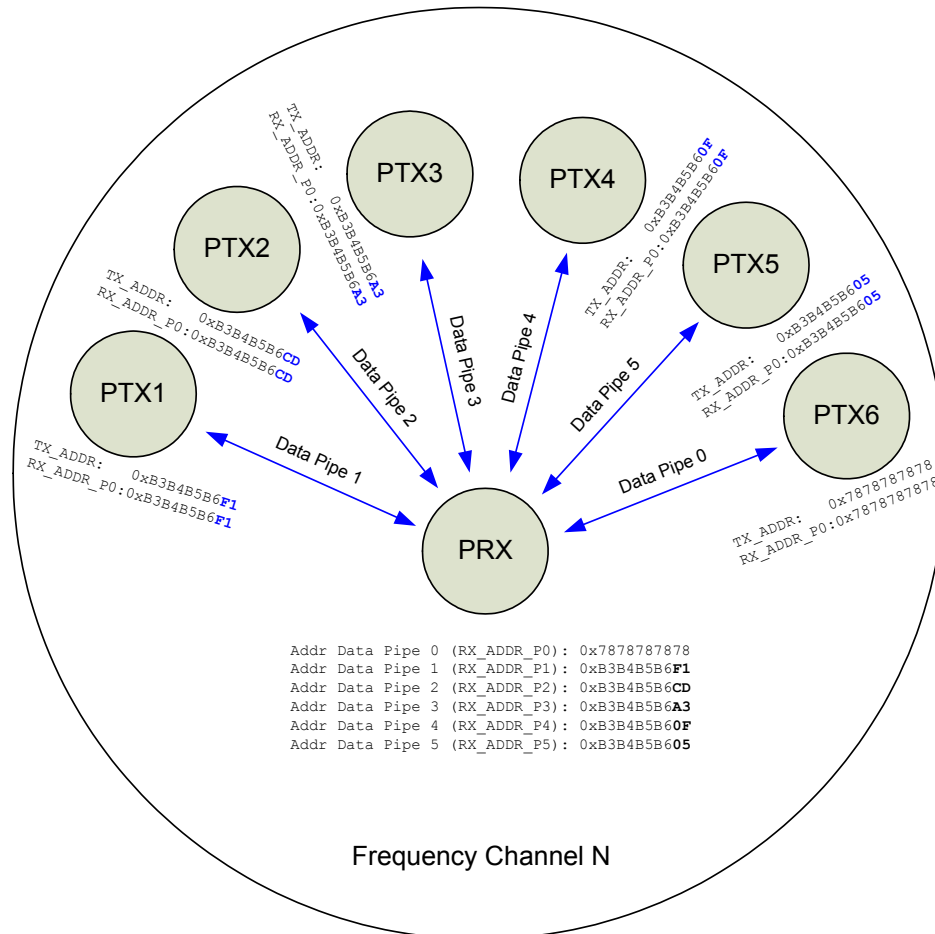 PTX3
PTX4
PTX2
PTX5
PTX1
PTX6
TX_ADDR: 0xB3B4B5B6A3
RX_ADDR_P0:0xB3B4B5B6A3
TX_ADDR: 0xB3B4B5B60F
RX_ADDR_P0:0xB3B4B5B60F
TX_ADDR: 0xB3B4B5B6CD
RX_ADDR_P0:0xB3B4B5B6CD
TX_ADDR: 0xB3B4B5B605
RX_ADDR_P0:0xB3B4B5B605
TX_ADDR: 0xB3B4B5B6F1
RX_ADDR_P0:0xB3B4B5B6F1
TX_ADDR: 0x7878787878
RX_ADDR_P0:0x7878787878
Data Pipe 1
Data Pipe 2
Data Pipe 3
Data Pipe 4
Data Pipe 5
Data Pipe 0
PRX
Addr Data Pipe 0 (RX_ADDR_P0): 0x7878787878
Addr Data Pipe 1 (RX_ADDR_P1): 0xB3B4B5B6F1
Addr Data Pipe 2 (RX_ADDR_P2): 0xB3B4B5B6CD
Addr Data Pipe 3 (RX_ADDR_P3): 0xB3B4B5B6A3
Addr Data Pipe 4 (RX_ADDR_P4): 0xB3B4B5B60F
Addr Data Pipe 5 (RX_ADDR_P5): 0xB3B4B5B605
Frequency Channel N